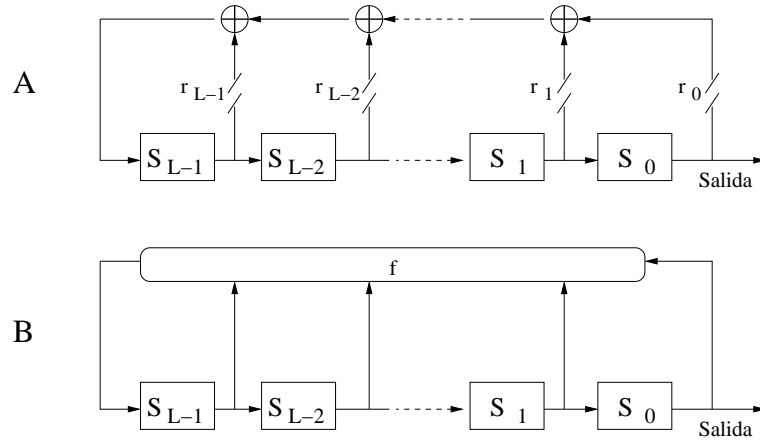 A
r L-1
r L-2
r 1
r 0
S L-1
S L-2
S 1
S 0
Salida
B
f
S L-1
S L-2
S 1
S 0
Salida